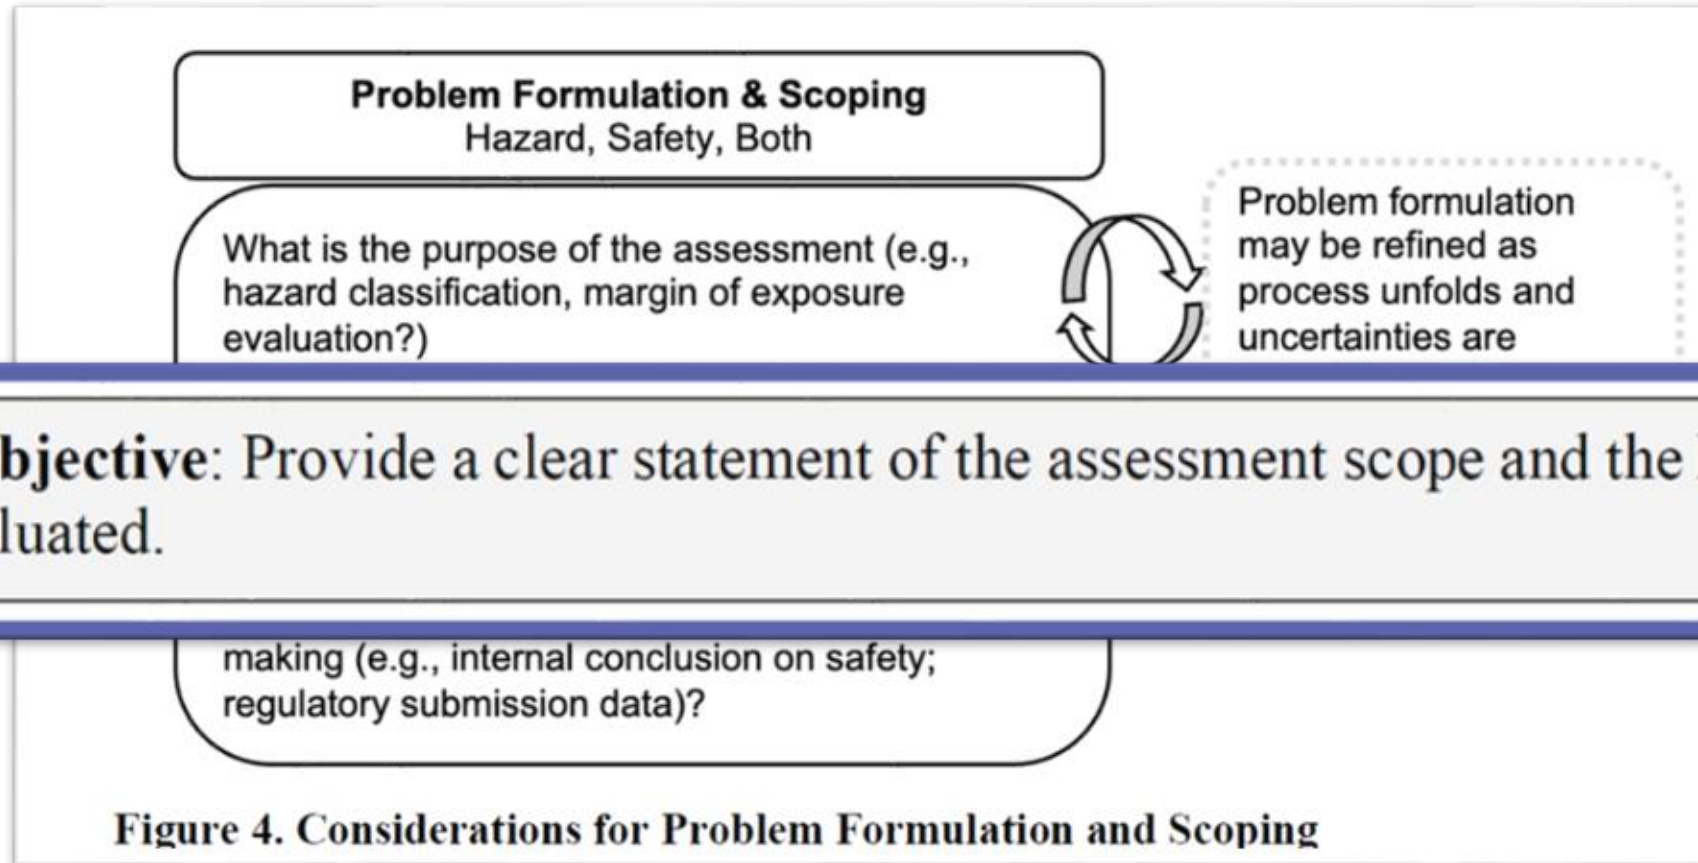 Problem Formulation & Scoping
Hazard, Safety, Both
What is the purpose of the assessment (e.g.,
hazard classification, margin of exposure
evaluation?)
Problem formulation
may be refined as
process unfolds and
uncertainties are
bjective: Provide a clear statement of the assessment scope and the
luated.
making (e.g., internal conclusion on safety;
regulatory submission data)?
Figure 4. Considerations for Problem Formulation and Scoping